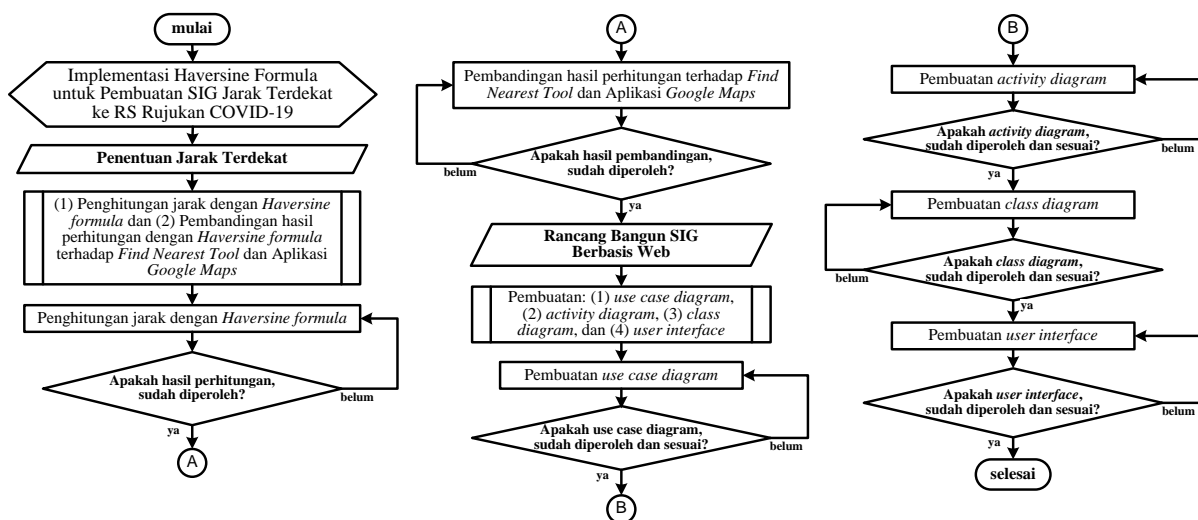 mulai
Implementasi Haversine Formula
untuk Pembuatan SIG Jarak Terdekat
ke RS Rujukan COVID-19
Penentuan Jarak Terdekat
(1) Penghitungan jarak dengan Haversine
formula dan (2) Pembandingan hasil
perhitungan dengan Haversine formula
terhadap Find Nearest Tool dan Aplikasi
Google Maps
Penghitungan jarak dengan Haversine formula
Apakah hasil perhitungan,
sudah diperoleh?
belum
ya
A
A
Pembandingan hasil perhitungan terhadap Find
Nearest Tool dan Aplikasi Google Maps
Apakah hasil pembandingan,
sudah diperoleh?
belum
ya
Rancang Bangun SIG
Berbasis Web
Pembuatan: (1) use case diagram,
(2) activity diagram, (3) class
diagram, dan (4) user interface
Pembuatan use case diagram
Apakah use case diagram,
sudah diperoleh dan sesuai?
belum
ya
B
B
Pembuatan activity diagram
Apakah activity diagram,
sudah diperoleh dan sesuai?
belum
ya
Pembuatan class diagram
Apakah class diagram,
sudah diperoleh dan sesuai?
belum
ya
Pembuatan user interface
Apakah user interface,
sudah diperoleh dan sesuai?
belum
ya
selesai